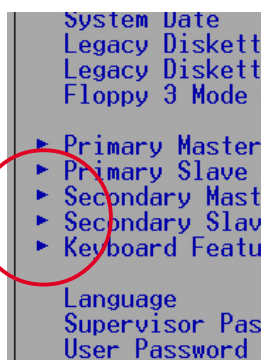 System Date
Legacy Diskett
Legacy Diskett
Floppy 3 Mode
Primary Master
Primary Slave
Secondary Mast
Secondary Slav
Keyboard Featu
Language
Supervisor Pas
User Password